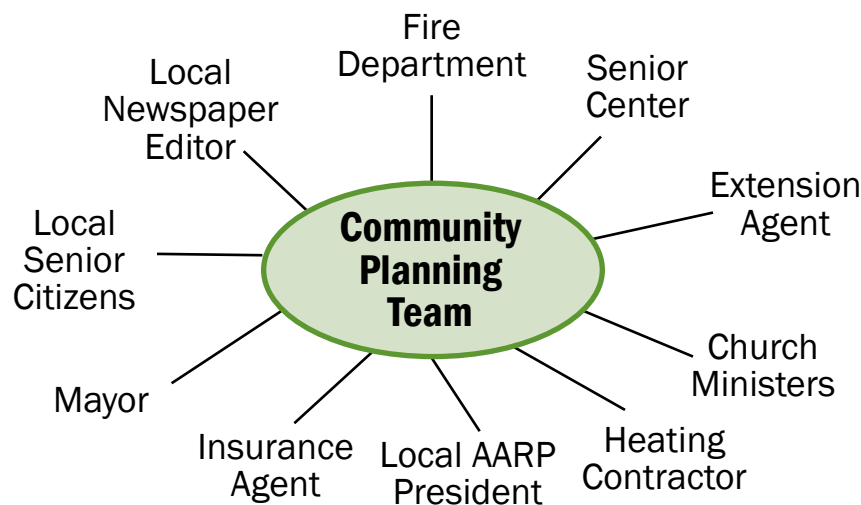 Fire
Department
Local
Newspaper
Editor
Senior
Center
Extension
Agent
Local
Senior
Citizens
Community
Planning
Team
Church
Ministers
Mayor
Insurance
Agent
Local AARP
President
Heating
Contractor